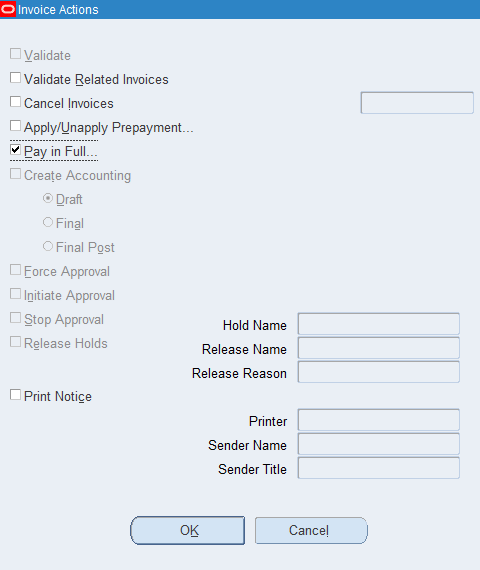 Invoice Actions
Validate
Validate Related Invoices
Cancel Invoices
Apply/Unapply Prepayment...
Pay in Full...
Create Accounting
Draft
Final
Final Post
Force Approval
Initiate Approval
Stop Approval
Hold Name
Release Name
Release Holds
Release Reason
Print Notice
Printer
Sender Name
Sender Title
OK
Cancel